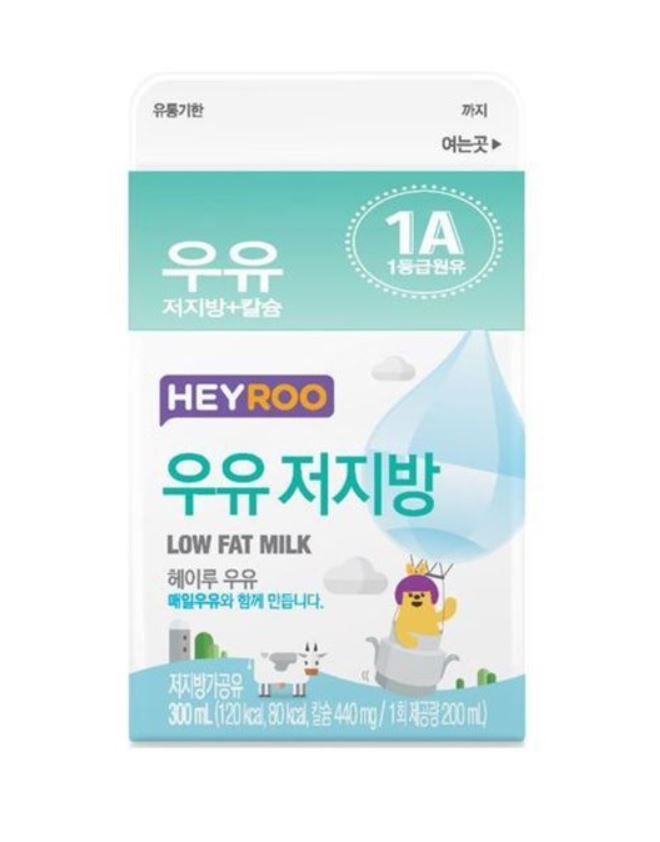 유통기한 까지
여는곳▶
1A
1등급원유
우유
저지방+칼슘
HEYROO
우유 저지방
LOW FAT MILK
헤이루 우유
매일우유와 함께 만듭니다.
저지방가공유
300 mL (120 kcal, 80 kcal, 칼슘 440 mg / 1회 제공량 200 mL)